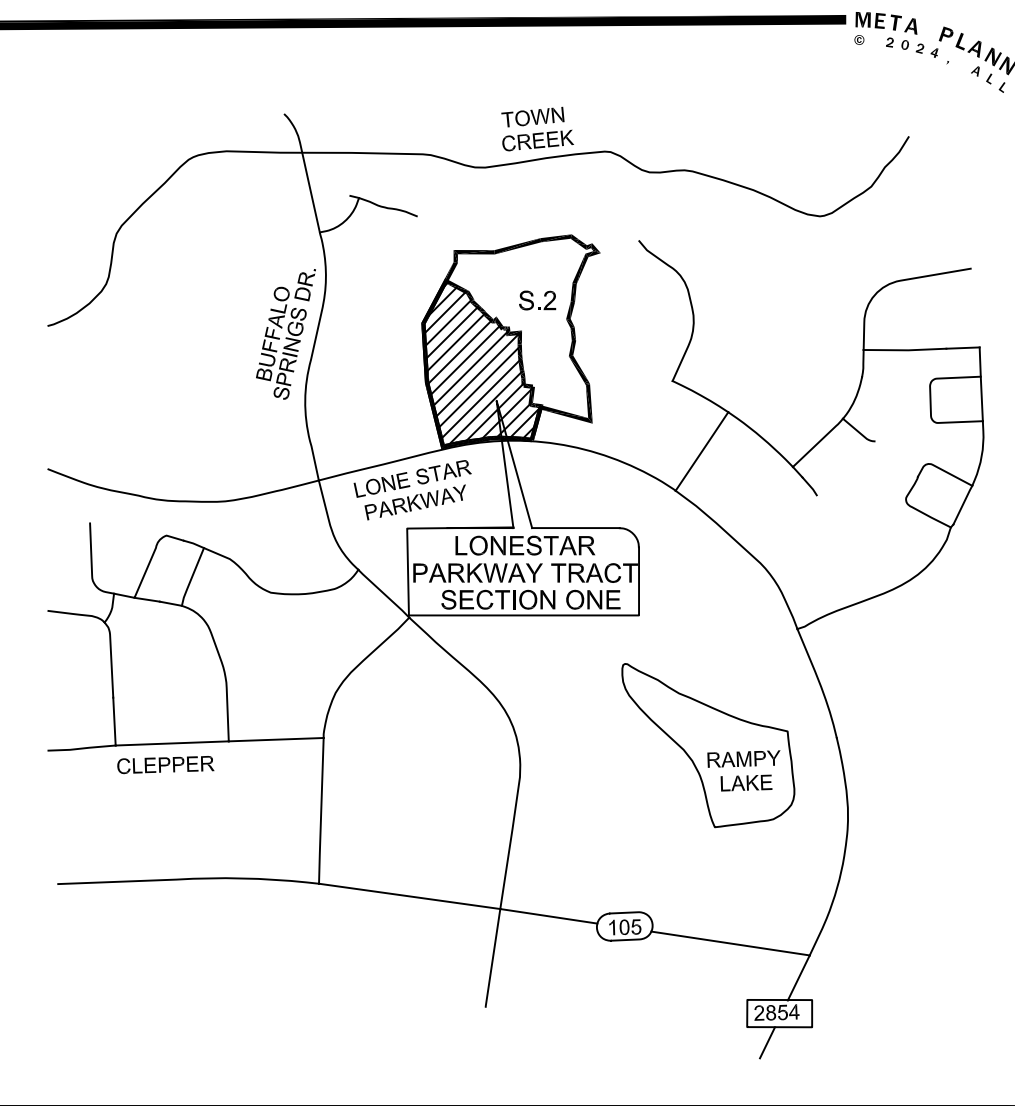 META PLANN
© 2024, ALL
TOWN
CREEK
BUFFALO
SPRINGS DR.
S.2
LONE STAR
PARKWAY
LONESTAR
PARKWAY TRACT
SECTION ONE
RAMPY
LAKE
CLEPPER
105
2854